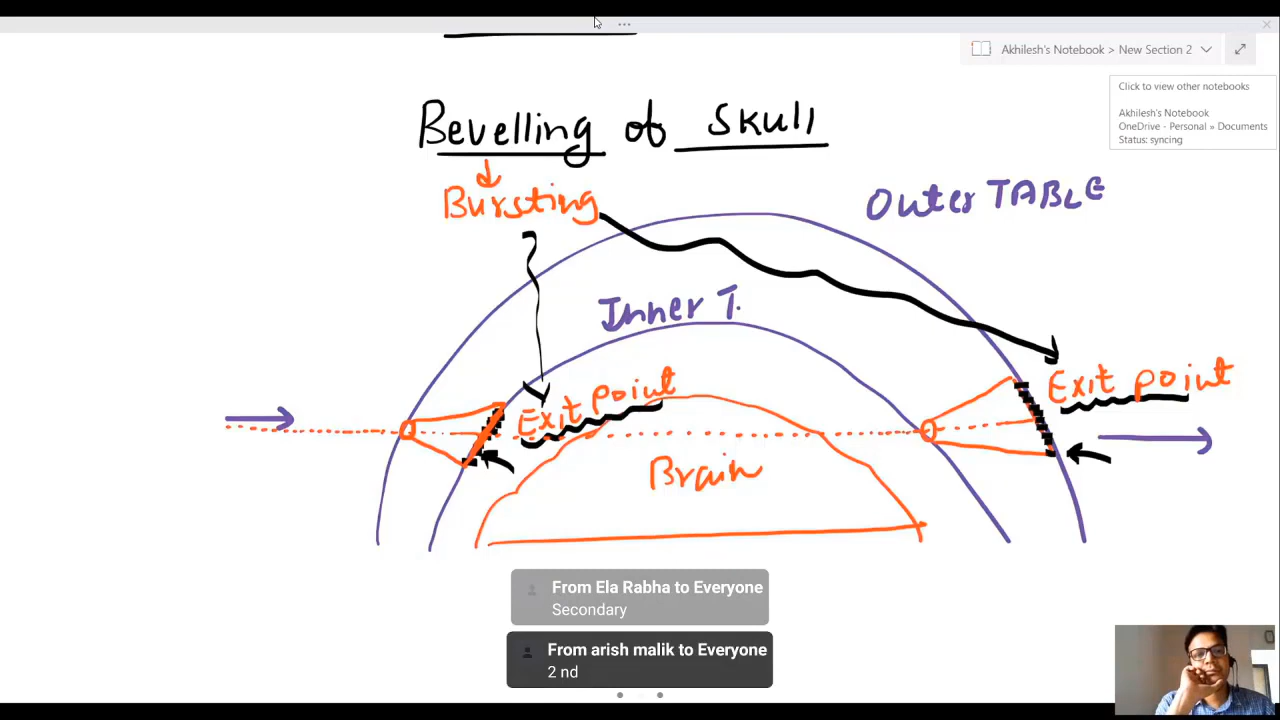 Akhilesh's Notebook > New Section 2
Click to view other notebooks
Akhilesh's Notebook
OneDrive - Personal » Documents
Status: syncing
Bevelling of Skull
Bursting
Outer TABLE
Inner T.
Exit point
Exit point
Brain
From Ela Rabha to Everyone
Secondary
From arish malik to Everyone
2 nd